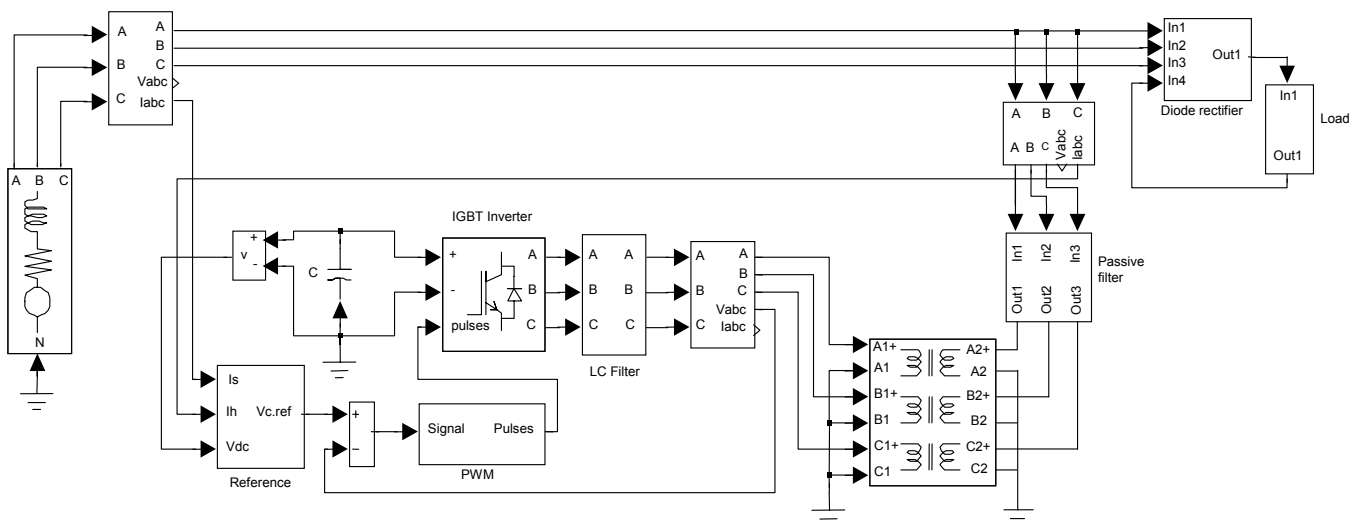 A A
B
B C
Vabc
C Iabc
A B C
N
In1
In2
In3
In4
Out1
Diode rectifier
In1
Out1
Load
A B C
A B C Vabc Iabc
In1 In2 In3
Out1 Out2 Out3
Passive filter
IGBT Inverter
+
-
pulses
A
B
C
v
+
-
C
A A
B B
C C
LC Filter
A A
B
B C
Vabc
C Iabc
Is
Ih
Vdc
Vc.ref
Reference
+
−
Signal Pulses
PWM
A1+ A2+
A1 A2
B1+ B2+
B1 B2
C1+ C2+
C1 C2